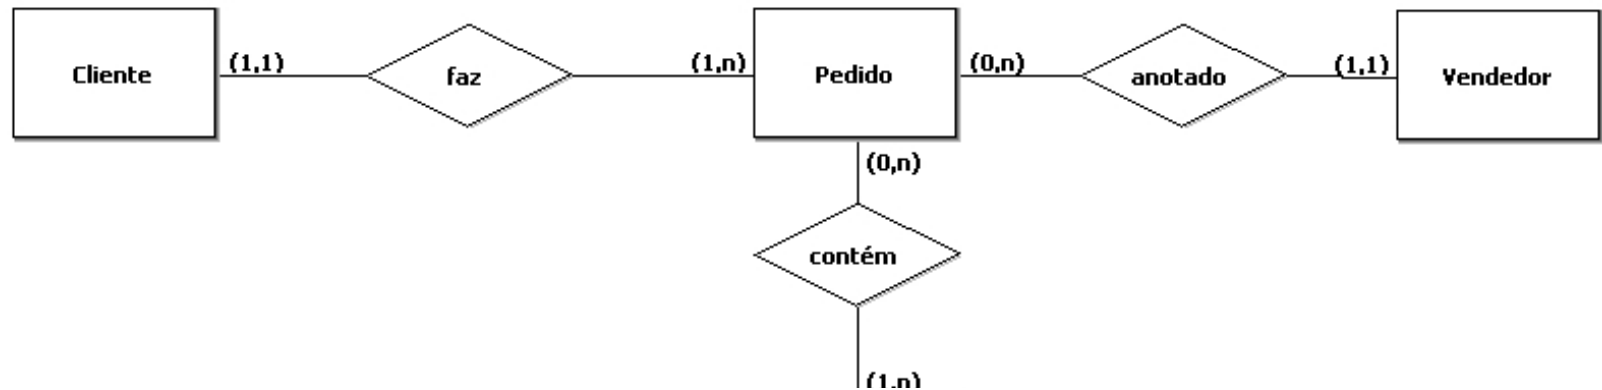 Cliente
(1,1)
faz
(1,n)
Pedido
(0,n)
anotado
(1,1)
Vendedor
(0,n)
contém
(1,n)